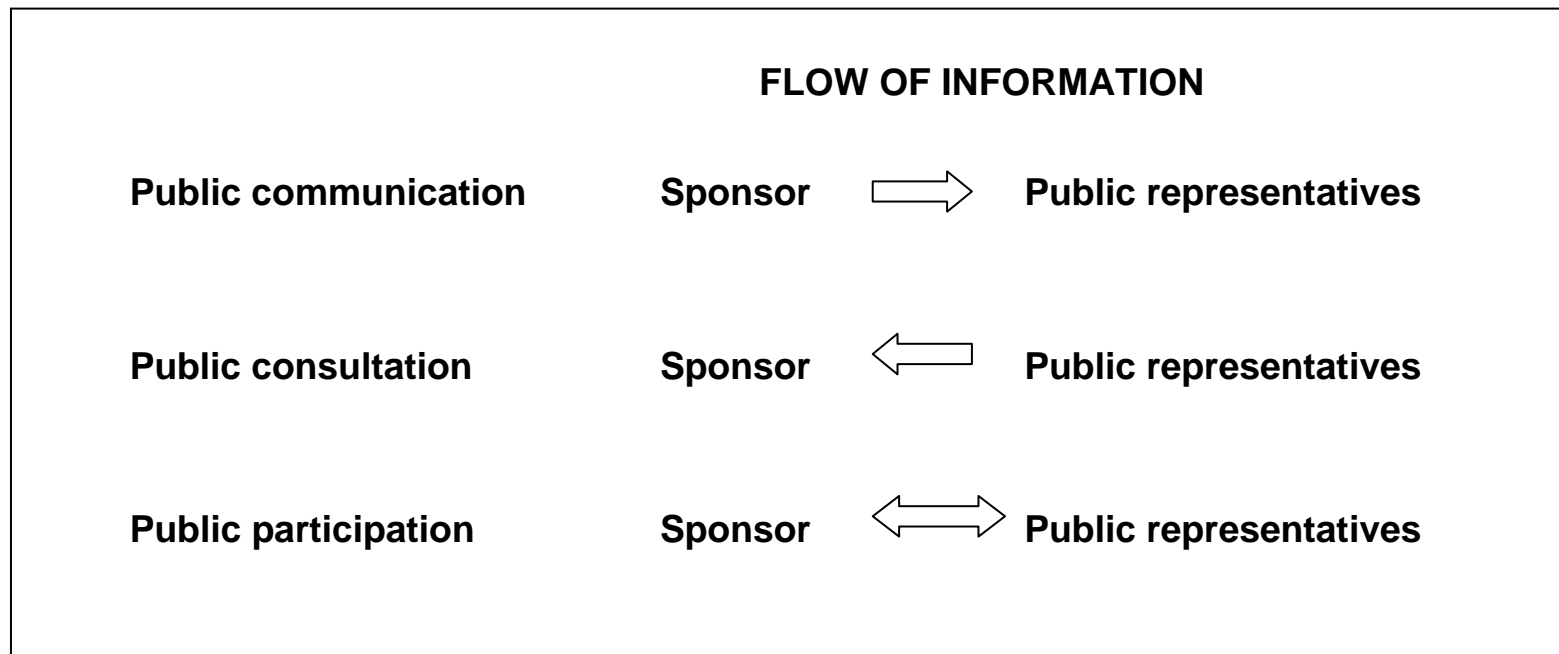 FLOW OF INFORMATION
Public communication Sponsor Public representatives
Public consultation Sponsor Public representatives
Public participation Sponsor Public representatives